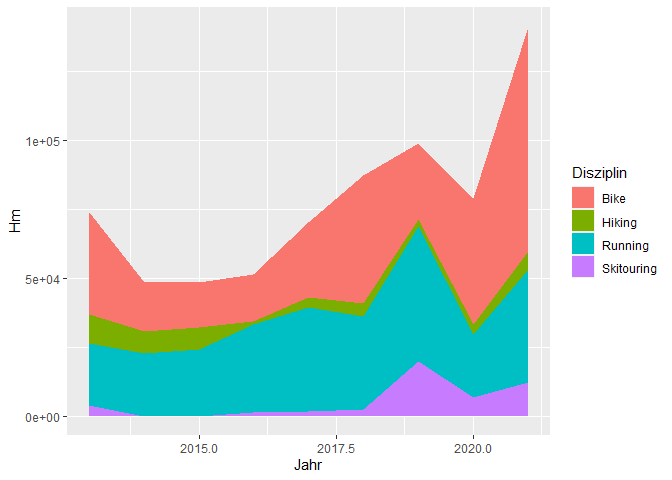 1e+05
5e+04
0e+00
Hm
2015.0
2017.5
2020.0
Jahr
Disziplin
Bike
Hiking
Running
Skitouring